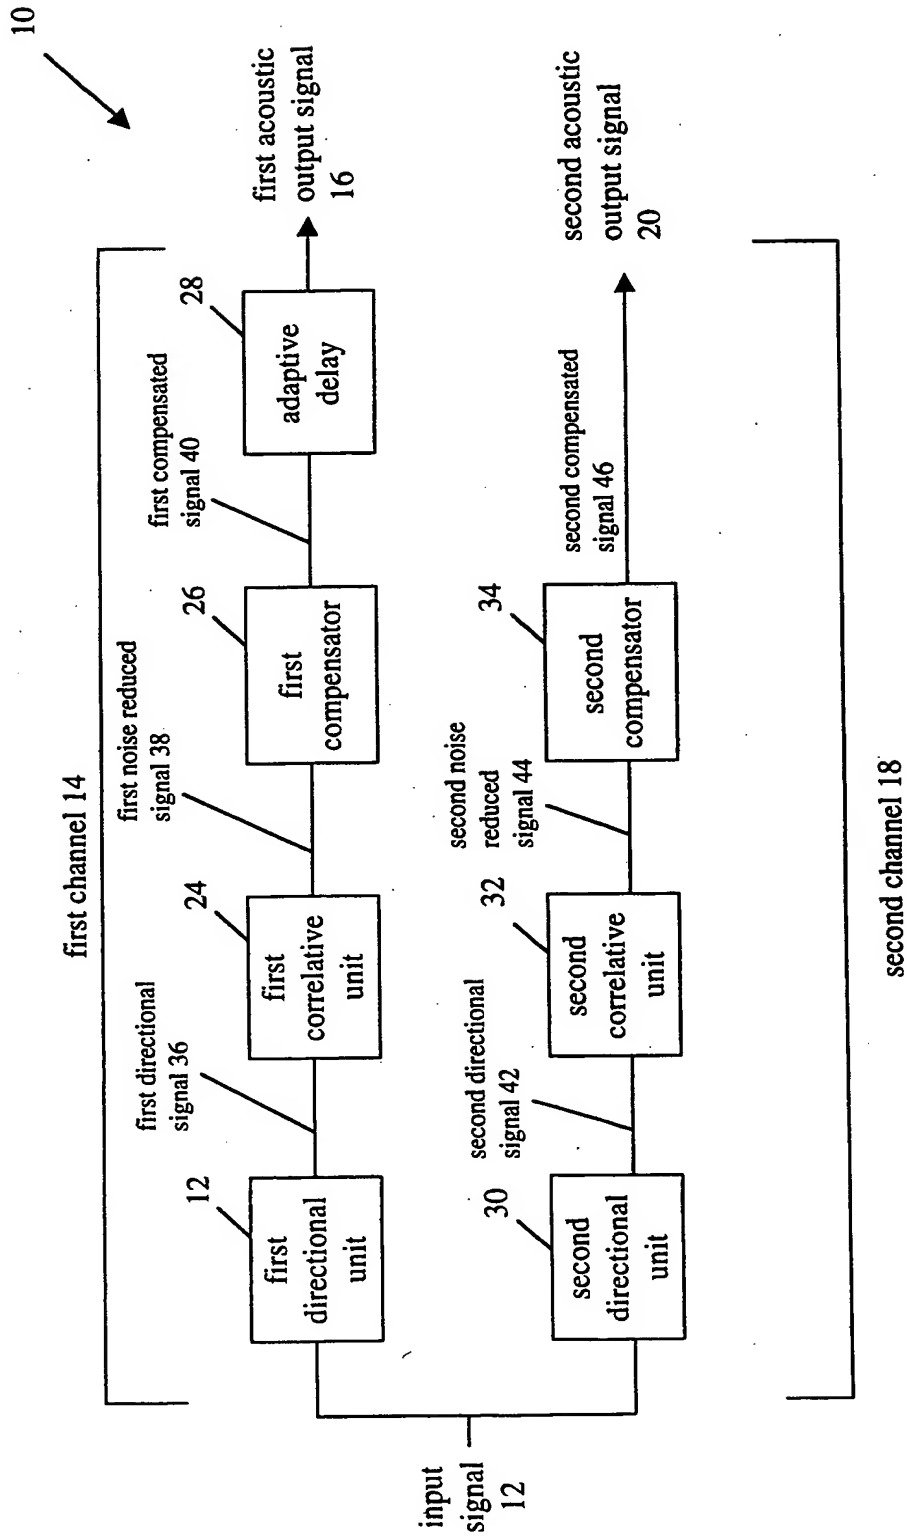 10
first channel 14
first directional
signal 36
first noise reduced
signal 38
first compensated
signal 40
12
24
26
28
first
directional
unit
first
correlative
unit
first
compensator
adaptive
delay
first acoustic
output signal
16
input
signal
12
second directional
signal 42
second noise
reduced
signal 44
second compensated
signal 46
30
32
34
second
directional
unit
second
correlative
unit
second
compensator
second acoustic
output signal
20
second channel 18